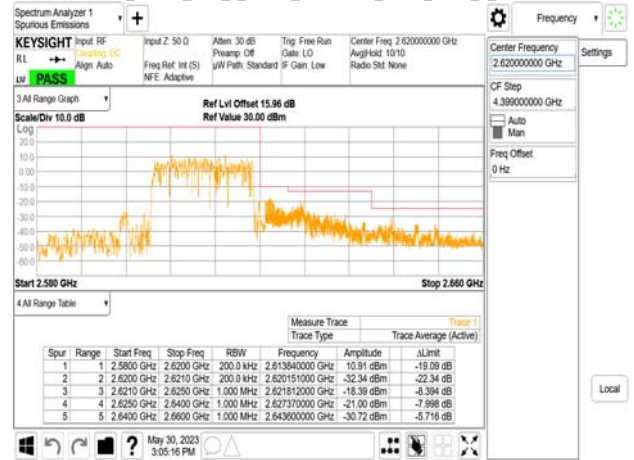 Spectrum Analyzer 1
Spurious Emissions
+
Frequency
KEYSIGHT Input: RF Input Z: 50 Ω Atten: 30 dB Trig: Free Run Center Freq: 2.620000000 GHz
RL Coupling: DC Preamp: Off Gate: LO Avg|Hold: 10/10
Align: Auto Freq Ref: Int (S) µW Path: Standard IF Gain: Low Radio Std: None
NFE: Adaptive
PASS
Center Frequency
2.620000000 GHz
Settings
CF Step
4.399000000 GHz
Auto
Man
Freq Offset
0 Hz
Local
3 All Range Graph
Ref Lvl Offset 15.96 dB
Scale/Div 10.0 dB Ref Value 30.00 dBm
Log
20.0
10.0
0.00
-10.0
-20.0
-30.0
-40.0
-50.0
-60.0
Start 2.580 GHz Stop 2.660 GHz
4 All Range Table
Measure Trace Trace 1
Trace Type Trace Average (Active)
Spur Range Start Freq Stop Freq RBW Frequency Amplitude ΔLimit
1 1 2.5800 GHz 2.6200 GHz 200.0 kHz 2.613840000 GHz 10.91 dBm -19.09 dB
2 2 2.6200 GHz 2.6210 GHz 200.0 kHz 2.620151000 GHz -32.34 dBm -22.34 dB
3 3 2.6210 GHz 2.6250 GHz 1.000 MHz 2.621812000 GHz -18.39 dBm -8.394 dB
4 4 2.6250 GHz 2.6400 GHz 1.000 MHz 2.627370000 GHz -21.00 dBm -7.998 dB
5 5 2.6400 GHz 2.6600 GHz 1.000 MHz 2.643600000 GHz -30.72 dBm -5.716 dB
?
May 30, 2023
3:05:16 PM